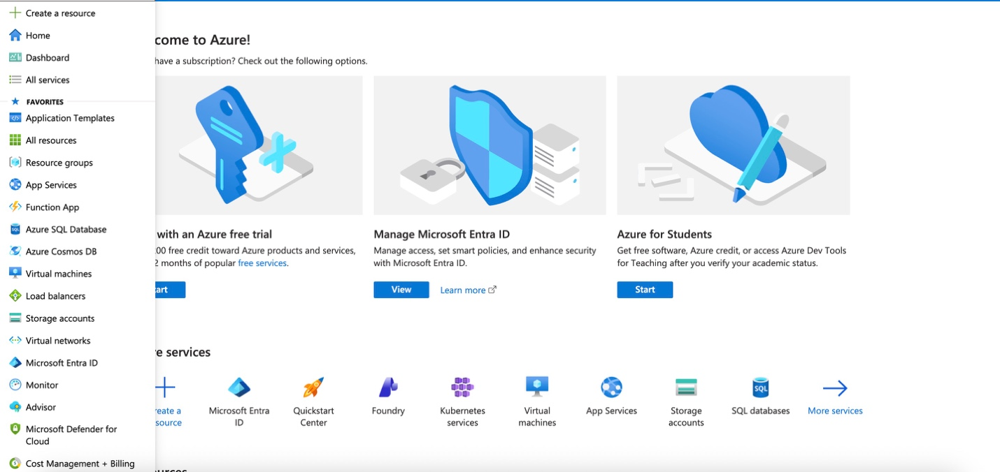 Create a resource
Home
Dashboard
All services
FAVORITES
Application Templates
All resources
Resource groups
App Services
Function App
Azure SQL Database
Azure Cosmos DB
Virtual machines
Load balancers
Storage accounts
Virtual networks
Microsoft Entra ID
Monitor
Advisor
Microsoft Defender for
Cloud
Cost Management + Billing
come to Azure!
have a subscription? Check out the following options.
with an Azure free trial
00 free credit toward Azure products and services,
2 months of popular free services.
art
Manage Microsoft Entra ID
Manage access, set smart policies, and enhance security
with Microsoft Entra ID.
View
Learn more
Azure for Students
Get free software, Azure credit, or access Azure Dev Tools
for Teaching after you verify your academic status.
Start
e services
reate a
source
Microsoft Entra
ID
Quickstart
Center
Foundry
Kubernetes
services
Virtual
machines
App Services
Storage
accounts
SQL
SQL databases
More services